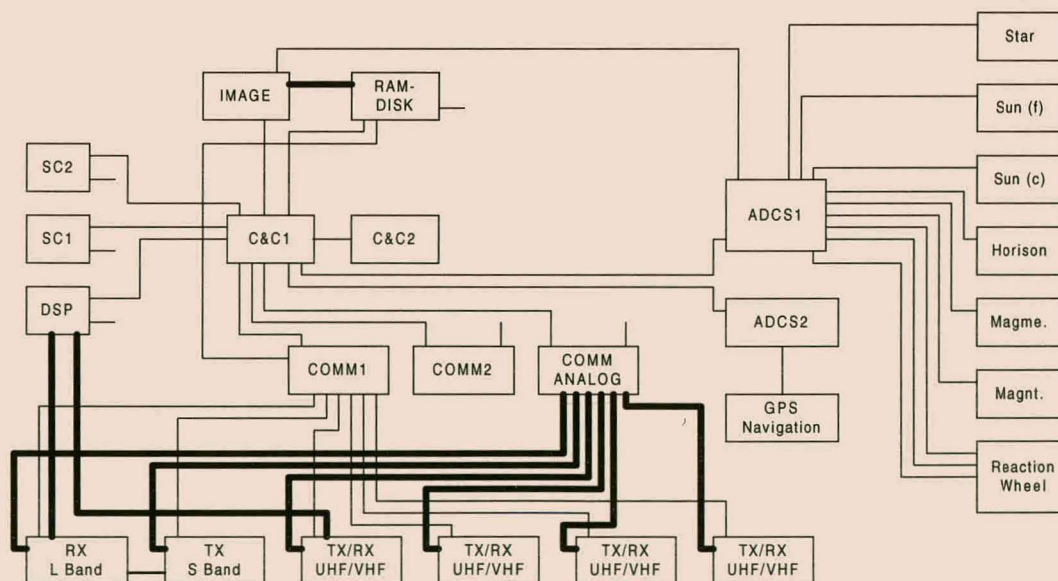 Star
IMAGE
RAM-
DISK
Sun (f)
SC2
Sun (c)
ADCS1
SC1
C&C1
C&C2
Horison
DSP
ADCS2
Magme.
COMM1
COMM2
COMM
ANALOG
Magnt.
GPS
Navigation
Reaction
Wheel
RX
L Band
TX
S Band
TX/RX
UHF/VHF
TX/RX
UHF/VHF
TX/RX
UHF/VHF
TX/RX
UHF/VHF